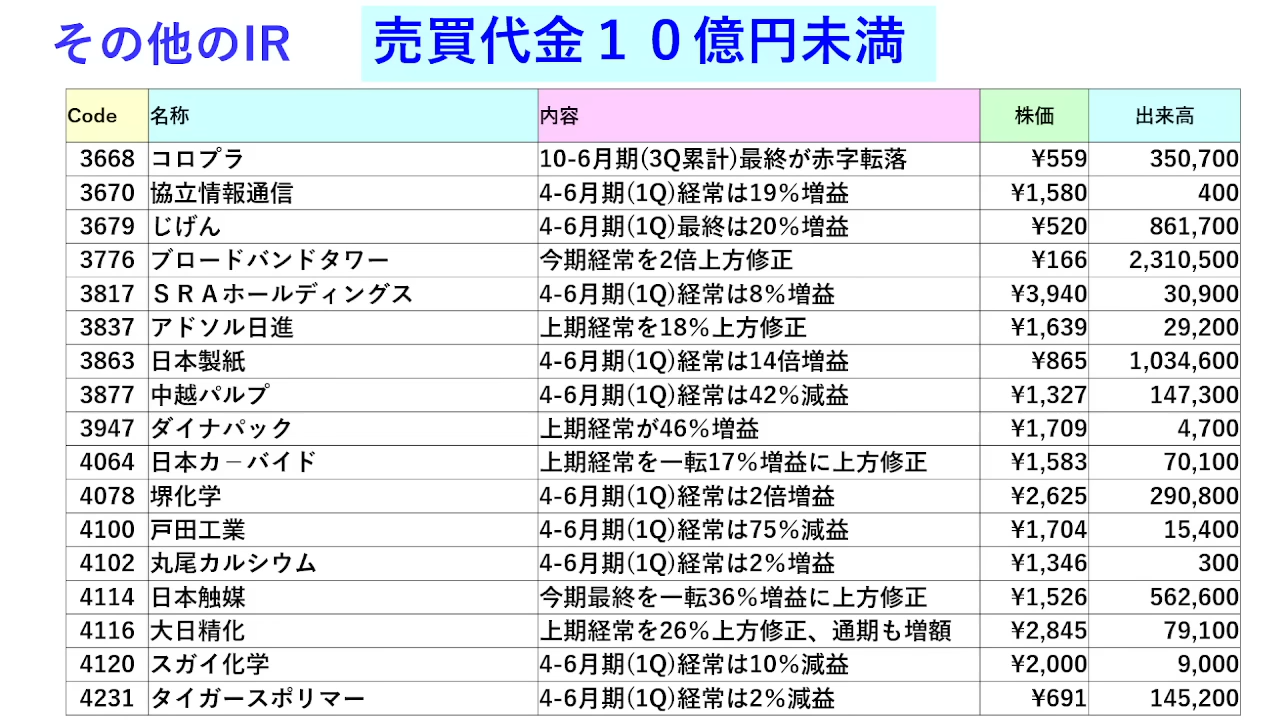 その他のIR 売買代金１０億円未満
Code 名称 内容 株価 出来高
3668 コロプラ 10-6月期(3Q累計)最終が赤字転落 ¥559 350,700
3670 協立情報通信 4-6月期(1Q)経常は19%増益 ¥1,580 400
3679 じげん 4-6月期(1Q)最終は20%増益 ¥520 861,700
3776 ブロードバンドタワー 今期経常を2倍上方修正 ¥166 2,310,500
3817 ＳＲＡホールディングス 4-6月期(1Q)経常は8%増益 ¥3,940 30,900
3837 アドソル日進 上期経常を18%上方修正 ¥1,639 29,200
3863 日本製紙 4-6月期(1Q)経常は14倍増益 ¥865 1,034,600
3877 中越パルプ 4-6月期(1Q)経常は42%減益 ¥1,327 147,300
3947 ダイナパック 上期経常が46%増益 ¥1,709 4,700
4064 日本カ－バイド 上期経常を一転17%増益に上方修正 ¥1,583 70,100
4078 堺化学 4-6月期(1Q)経常は2倍増益 ¥2,625 290,800
4100 戸田工業 4-6月期(1Q)経常は75%減益 ¥1,704 15,400
4102 丸尾カルシウム 4-6月期(1Q)経常は2%増益 ¥1,346 300
4114 日本触媒 今期最終を一転36%増益に上方修正 ¥1,526 562,600
4116 大日精化 上期経常を26%上方修正、通期も増額 ¥2,845 79,100
4120 スガイ化学 4-6月期(1Q)経常は10%減益 ¥2,000 9,000
4231 タイガースポリマー 4-6月期(1Q)経常は2%減益 ¥691 145,200